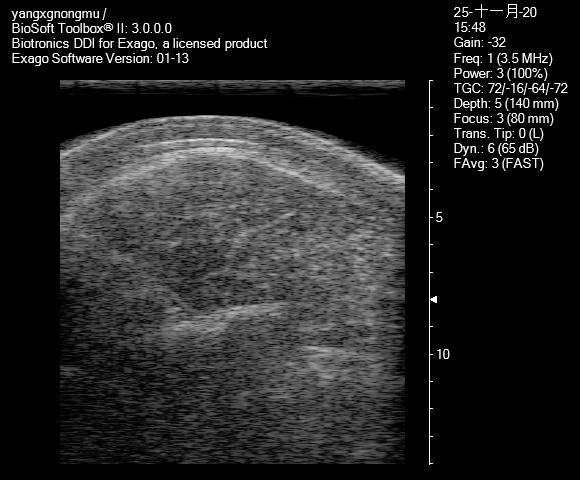 yangxgnongmu /
BioSoft Toolbox® II: 3.0.0.0
Biotronics DDI for Exago, a licensed product
Exago Software Version: 01-13
25-十一月-20
15:48
Gain: -32
Freq: 1 (3.5 MHz)
Power: 3 (100%)
TGC: 72/-16/-64/-72
Depth: 5 (140 mm)
Focus: 3 (80 mm)
Trans. Tip: 0 (L)
Dyn.: 6 (65 dB)
FAvg: 3 (FAST)
5
10